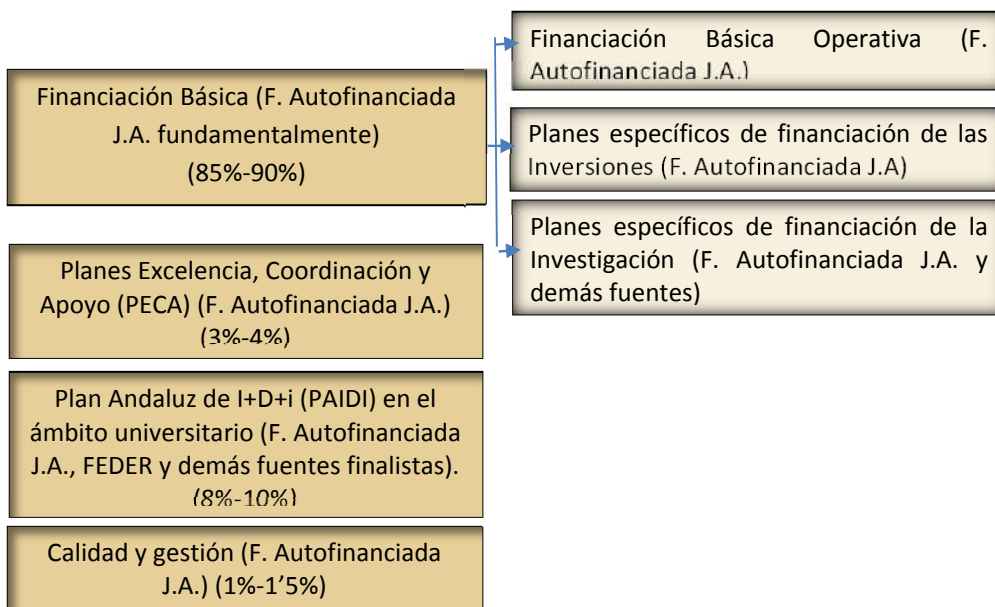 Financiación Básica (F. Autofinanciada
J.A. fundamentalmente)
(85%-90%)
Financiación Básica Operativa (F.
Autofinanciada J.A.)
Planes específicos de financiación de las
Inversiones (F. Autofinanciada J.A)
Planes específicos de financiación de la
Investigación (F. Autofinanciada J.A. y
demás fuentes)
Planes Excelencia, Coordinación y
Apoyo (PECA) (F. Autofinanciada J.A.)
(3%-4%)
Plan Andaluz de I+D+i (PAIDI) en el
ámbito universitario (F. Autofinanciada
J.A., FEDER y demás fuentes finalistas).
(8%-10%)
Calidad y gestión (F. Autofinanciada
J.A.) (1%-1’5%)